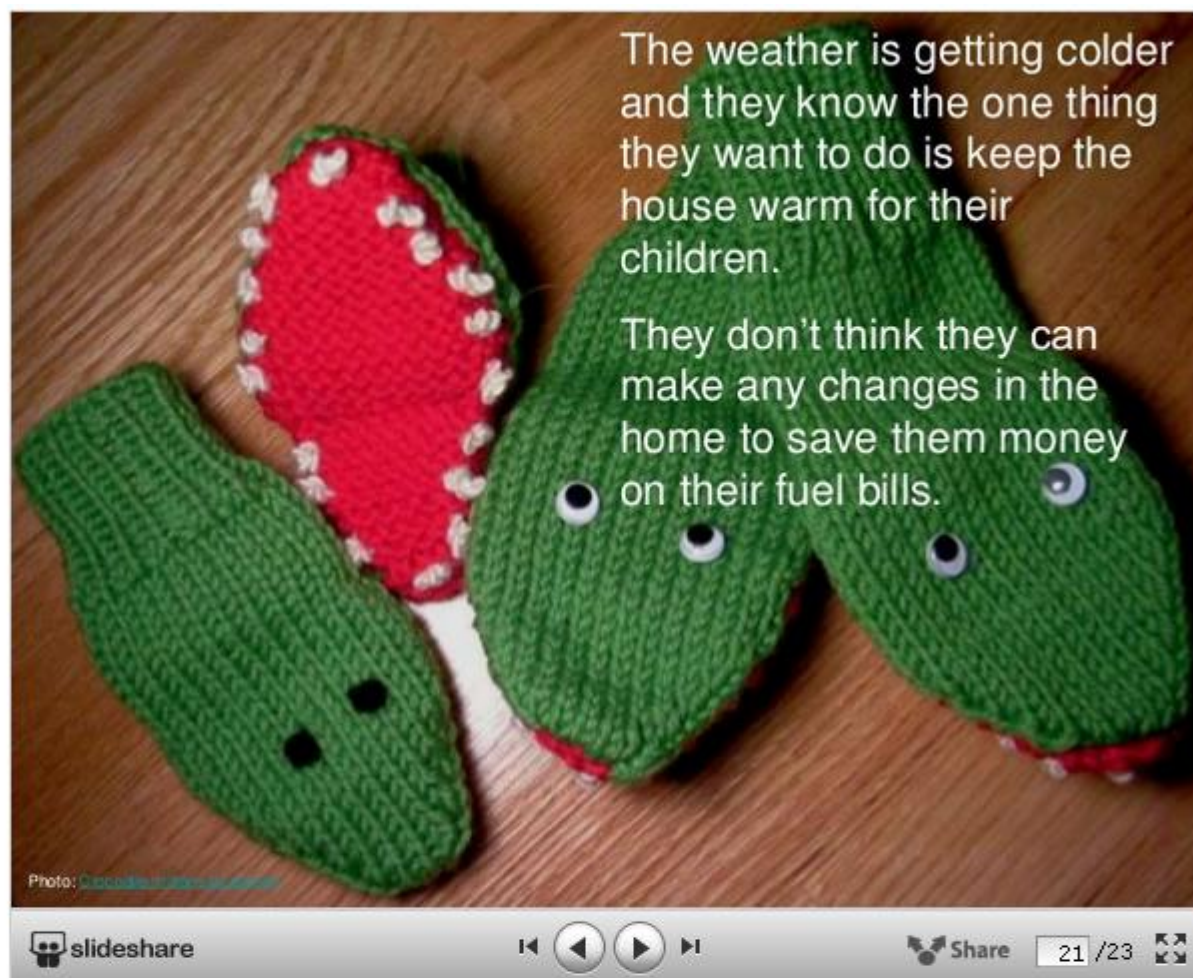 The weather is getting colder
and they know the one thing
they want to do is keep the
house warm for their
children.
They don't think they can
make any changes in the
home to save them money
on their fuel bills.
Photo:
slideshare
Share
21 /23